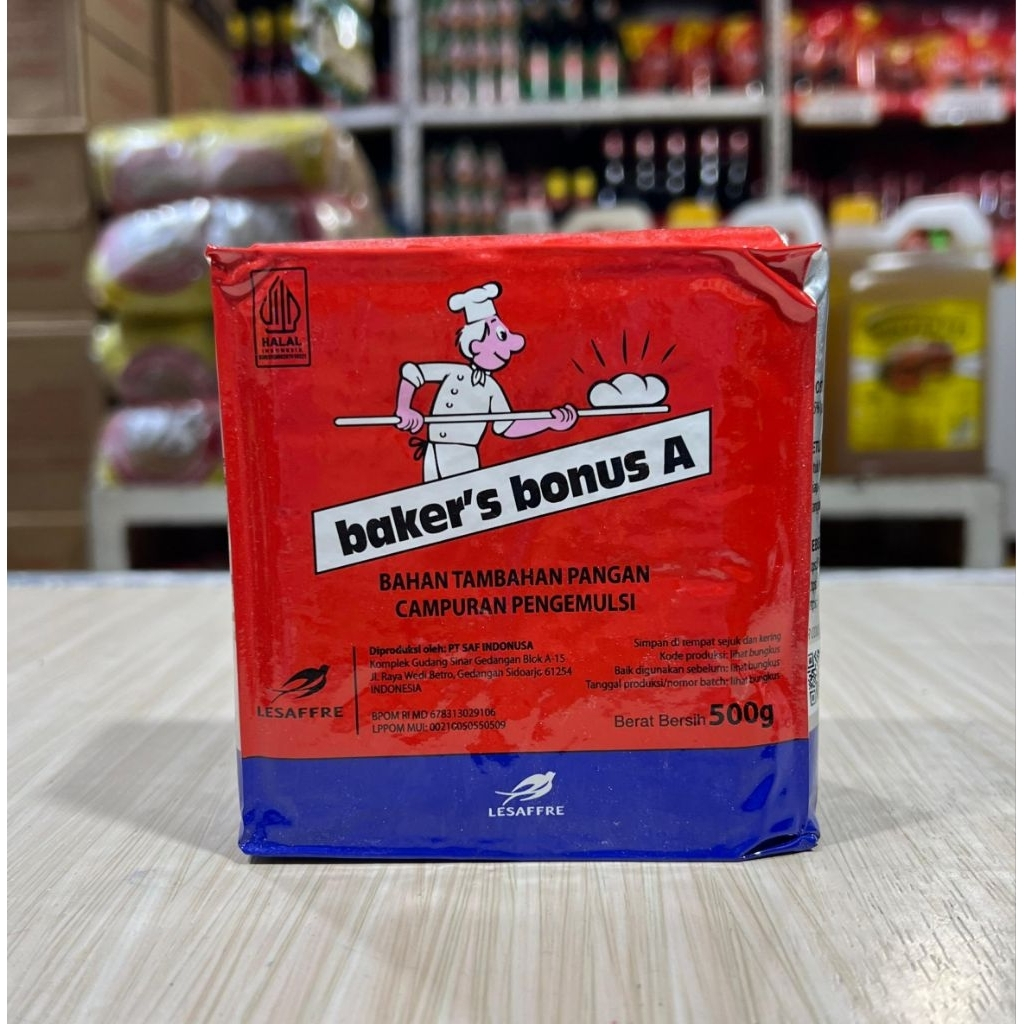 HALAL
INDONESIA
baker's bonus A
BAHAN TAMBAHAN PANGAN
CAMPURAN PENGEMULSI
LESAFFRE
Diproduksi oleh: PT SAF INDONUSA
Komplek Gudang Sinar Gedangan Blok A-15
Jl. Raya Wedi Betro, Gedangan Sidoarjo 61254
INDONESIA
BPOM RI MD 678313029106
LPPOM MUI: 00210050550509
Simpan di tempat sejuk dan kering
Kode produksi: lihat bungkus
Baik digunakan sebelum: lihat bungkus
Tanggal produksi/nomor batch: lihat bungkus
Berat Bersih 500g
LESAFFRE